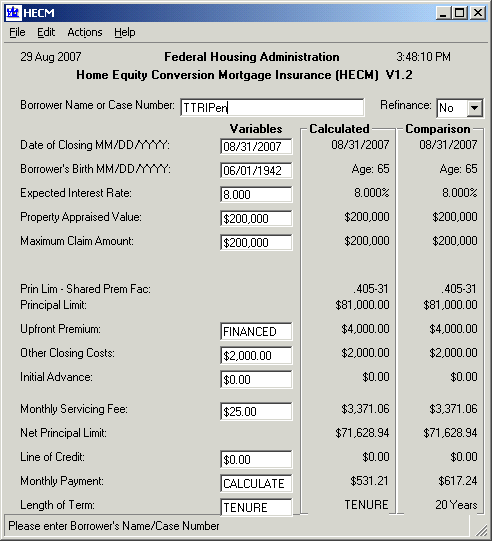 HECM
File Edit Actions Help
29 Aug 2007 Federal Housing Administration 3:48:10 PM
Home Equity Conversion Mortgage Insurance (HECM) V1.2
Borrower Name or Case Number: TTRIPen Refinance: No
Variables Calculated Comparison
Date of Closing MM/DD/YYYY: 08/31/2007 08/31/2007 08/31/2007
Borrower's Birth MM/DD/YYYY: 06/01/1942 Age: 65 Age: 65
Expected Interest Rate: 8.000 8.000% 8.000%
Property Appraised Value: $200,000 $200,000 $200,000
Maximum Claim Amount: $200,000 $200,000 $200,000
Prin Lim - Shared Prem Fac: .405-31 .405-31
Principal Limit: $81,000.00 $81,000.00
Upfront Premium: FINANCED $4,000.00 $4,000.00
Other Closing Costs: $2,000.00 $2,000.00 $2,000.00
Initial Advance: $0.00 $0.00 $0.00
Monthly Servicing Fee: $25.00 $3,371.06 $3,371.06
Net Principal Limit: $71,628.94 $71,628.94
Line of Credit: $0.00 $0.00 $0.00
Monthly Payment: CALCULATE $531.21 $617.24
Length of Term: TENURE TENURE 20 Years
Please enter Borrower's Name/Case Number